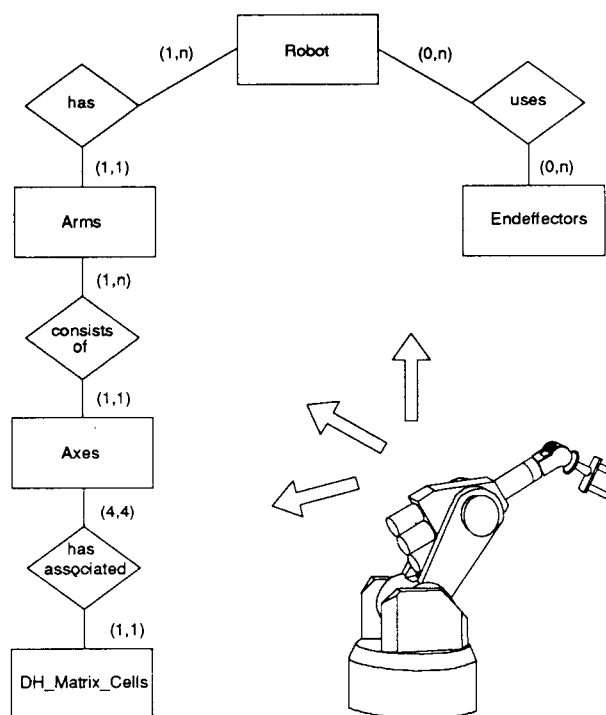 Robot
(1,n)
(0,n)
has
uses
(1,1)
(0,n)
Arms
Endeffectors
(1,n)
consists
of
(1,1)
Axes
(4,4)
has
associated
(1,1)
DH_Matrix_Cells